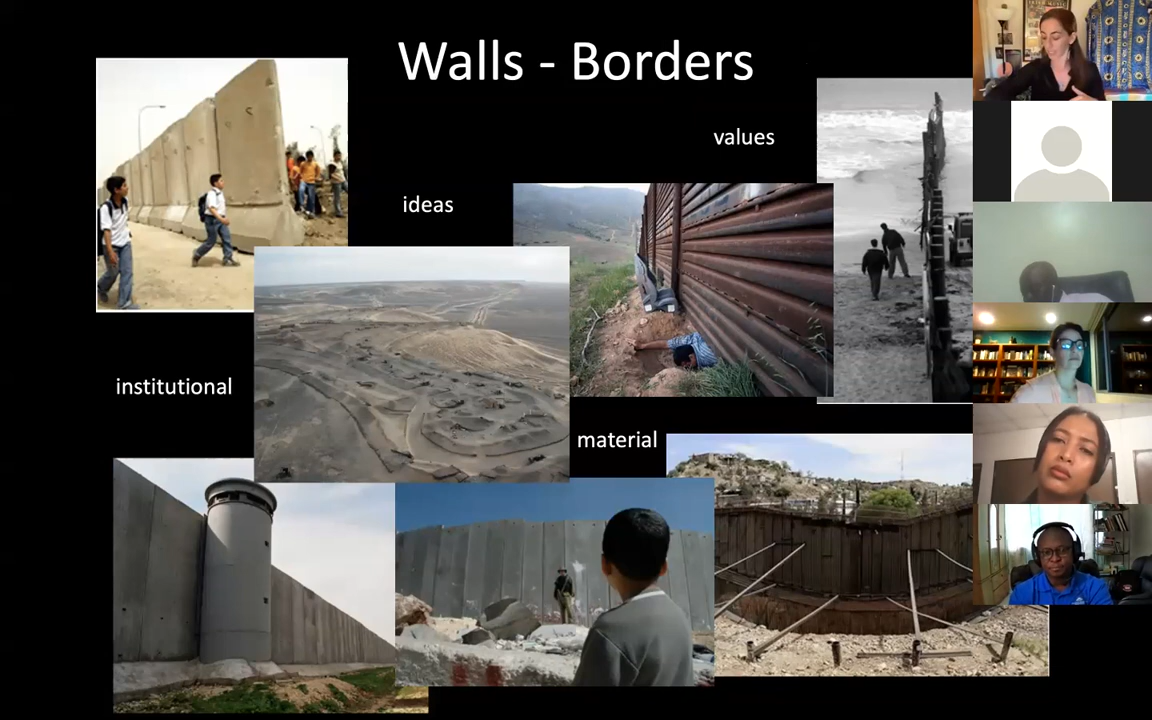 Walls - Borders
values
ideas
institutional
material